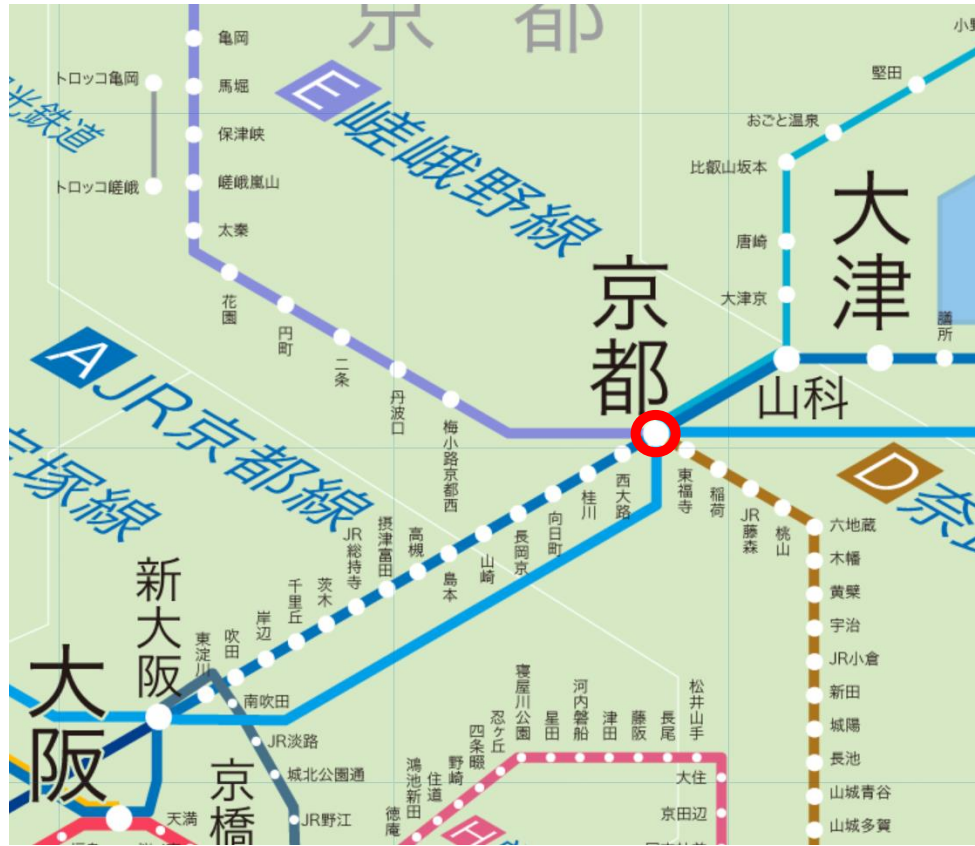 京都
小野
亀岡
トロッコ亀岡
馬堀
保津峡
トロッコ嵯峨
嵯峨嵐山
太秦
光鉄道
E 嵯峨野線
堅田
おごと温泉
比叡山坂本
唐崎
大津京
大津
膳所
京都
山科
花園
円町
二条
丹波口
梅小路京都西
A JR京都線
宝塚線
D 奈
西大路
桂川
向日町
長岡京
山崎
島本
高槻
摂津富田
JR総持寺
茨木
千里丘
岸辺
吹田
東淀川
新大阪
大阪
東福寺
稲荷
JR藤森
桃山
六地蔵
木幡
黄檗
宇治
JR小倉
新田
城陽
長池
山城青谷
山城多賀
南吹田
JR淡路
城北公園通
JR野江
京橋
天満
松井山手
長尾
藤阪
津田
河内磐船
星田
寝屋川公園
忍ヶ丘
四条畷
野崎
住道
鴻池新田
徳庵
大住
京田辺
H